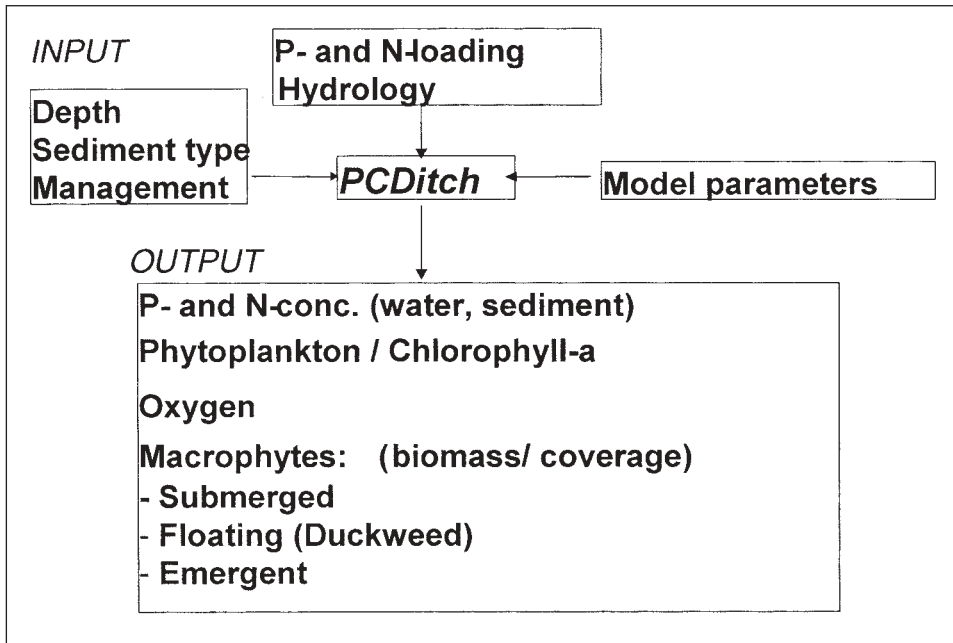 INPUT
P- and N-loading
Hydrology
Depth
Sediment type
Management
PCDitch
Model parameters
OUTPUT
P- and N-conc. (water, sediment)
Phytoplankton / Chlorophyll-a
Oxygen
Macrophytes: (biomass/ coverage)
- Submerged
- Floating (Duckweed)
- Emergent